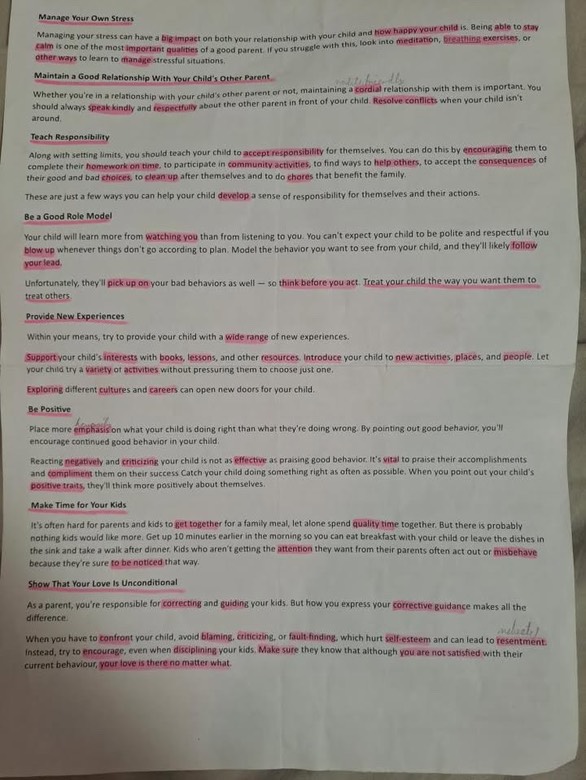 Manage Your Own Stress
Managing your stress can have a big impact on both your relationship with your child and how happy your child is. Being able to stay
calm is one of the most important qualities of a good parent. If you struggle with this, look into meditation, breathing exercises, or
other ways to learn to manage stressful situations.
Maintain a Good Relationship With Your Child's Other Parent
Whether you're in a relationship with your child's other parent or not, maintaining a cordial relationship with them is important. You
should always speak kindly and respectfully about the other parent in front of your child. Resolve conflicts when your child isn't
around.
Teach Responsibility
Along with setting limits, you should teach your child to accept responsibility for themselves. You can do this by encouraging them to
complete their homework on time, to participate in community activities, to find ways to help others, to accept the consequences of
their good and bad choices, to clean up after themselves and to do chores that benefit the family.
These are just a few ways you can help your child develop a sense of responsibility for themselves and their actions.
Be a Good Role Model
Your child will learn more from watching you than from listening to you. You can't expect your child to be polite and respectful if you
blow up whenever things don't go according to plan. Model the behavior you want to see from your child, and they'll likely follow
your lead.
Unfortunately, they'll pick up on your bad behaviors as well — so think before you act. Treat your child the way you want them to
treat others.
Provide New Experiences
Within your means, try to provide your child with a wide range of new experiences.
Support your child's interests with books, lessons, and other resources. Introduce your child to new activities, places, and people. Let
your child try a variety of activities without pressuring them to choose just one.
Exploring different cultures and careers can open new doors for your child.
Be Positive
Place more emphasis on what your child is doing right than what they're doing wrong. By pointing out good behavior, you'll
encourage continued good behavior in your child.
Reacting negatively and criticizing your child is not as effective as praising good behavior. It's vital to praise their accomplishments
and compliment them on their success Catch your child doing something right as often as possible. When you point out your child's
positive traits, they'll think more positively about themselves.
Make Time for Your Kids
It's often hard for parents and kids to get together for a family meal, let alone spend quality time together. But there is probably
nothing kids would like more. Get up 10 minutes earlier in the morning so you can eat breakfast with your child or leave the dishes in
the sink and take a walk after dinner. Kids who aren't getting the attention they want from their parents often act out or misbehave
because they're sure to be noticed that way.
Show That Your Love Is Unconditional
As a parent, you're responsible for correcting and guiding your kids. But how you express your corrective guidance makes all the
difference.
When you have to confront your child, avoid blaming, criticizing, or fault-finding, which hurt self-esteem and can lead to resentment.
Instead, try to encourage, even when disciplining your kids. Make sure they know that although you are not satisfied with their
current behaviour, your love is there no matter what.